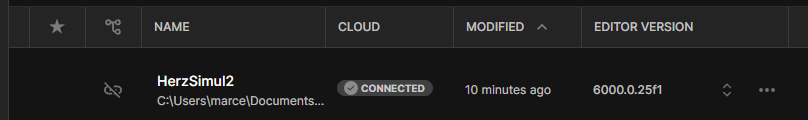 NAME CLOUD MODIFIED EDITOR VERSION
HerzSimul2
CONNECTED 10 minutes ago 6000.0.25f1
C:\Users\marce\Documents...